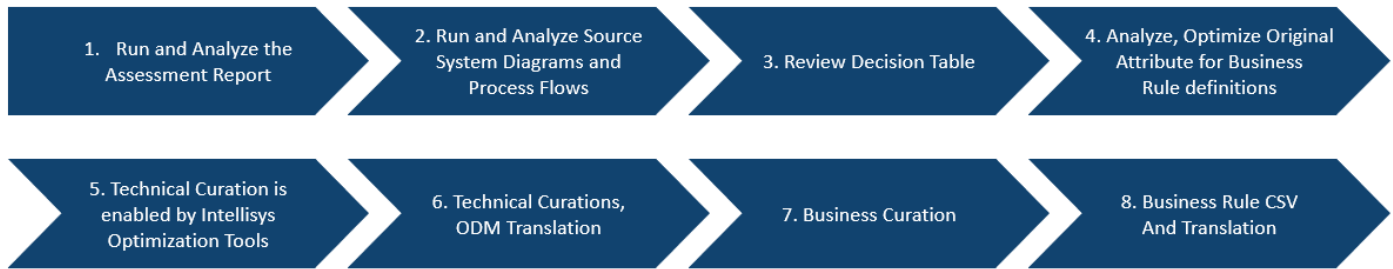 1. Run and Analyze the
Assessment Report
2. Run and Analyze Source
System Diagrams and
Process Flows
3. Review Decision Table
4. Analyze, Optimize Original
Attribute for Business
Rule definitions
5. Technical Curation is
enabled by Intellisys
Optimization Tools
6. Technical Curations,
ODM Translation
7. Business Curation
8. Business Rule CSV
And Translation